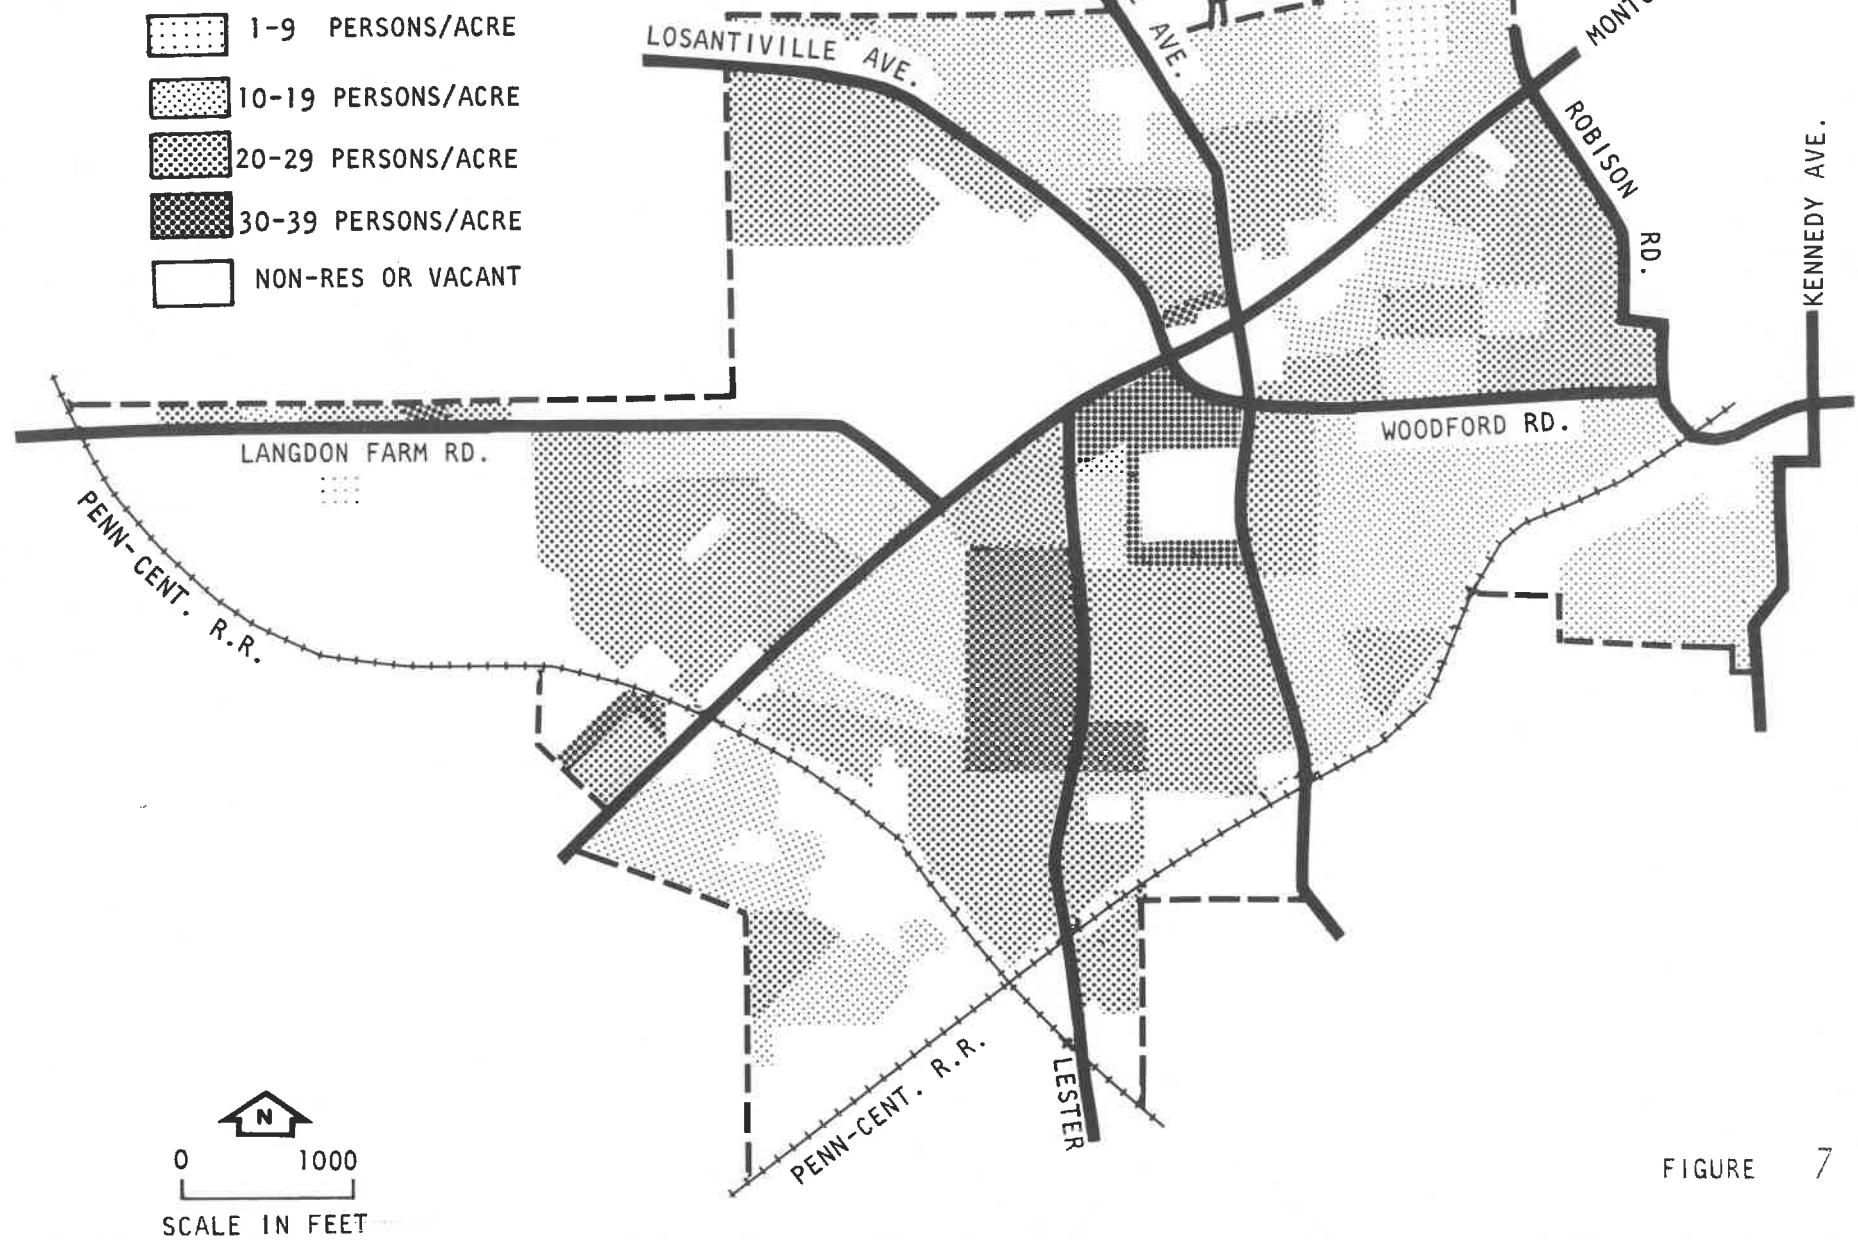 1-9 PERSONS/ACRE
10-19 PERSONS/ACRE
20-29 PERSONS/ACRE
30-39 PERSONS/ACRE
NON-RES OR VACANT
LOSANTIVILLE AVE.
AVE.
ROBISON RD.
KENNEDY AVE.
LANGDON FARM RD.
WOODFORD RD.
PENN-CENT. R.R.
PENN-CENT. R.R.
LESTER
N
0 1000
SCALE IN FEET
FIGURE 7